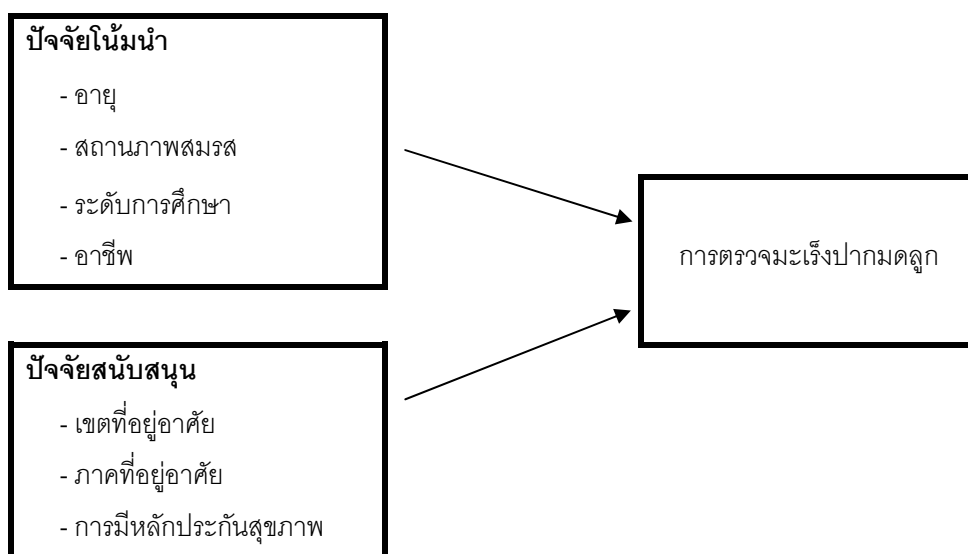 ปัจจัยโน้มนำ
- อายุ
- สถานภาพสมรส
- ระดับการศึกษา
- อาชีพ
การตรวจมะเร็งปากมดลูก
ปัจจัยสนับสนุน
- เขตที่อยู่อาศัย
- ภาคที่อยู่อาศัย
- การมีหลักประกันสุขภาพ